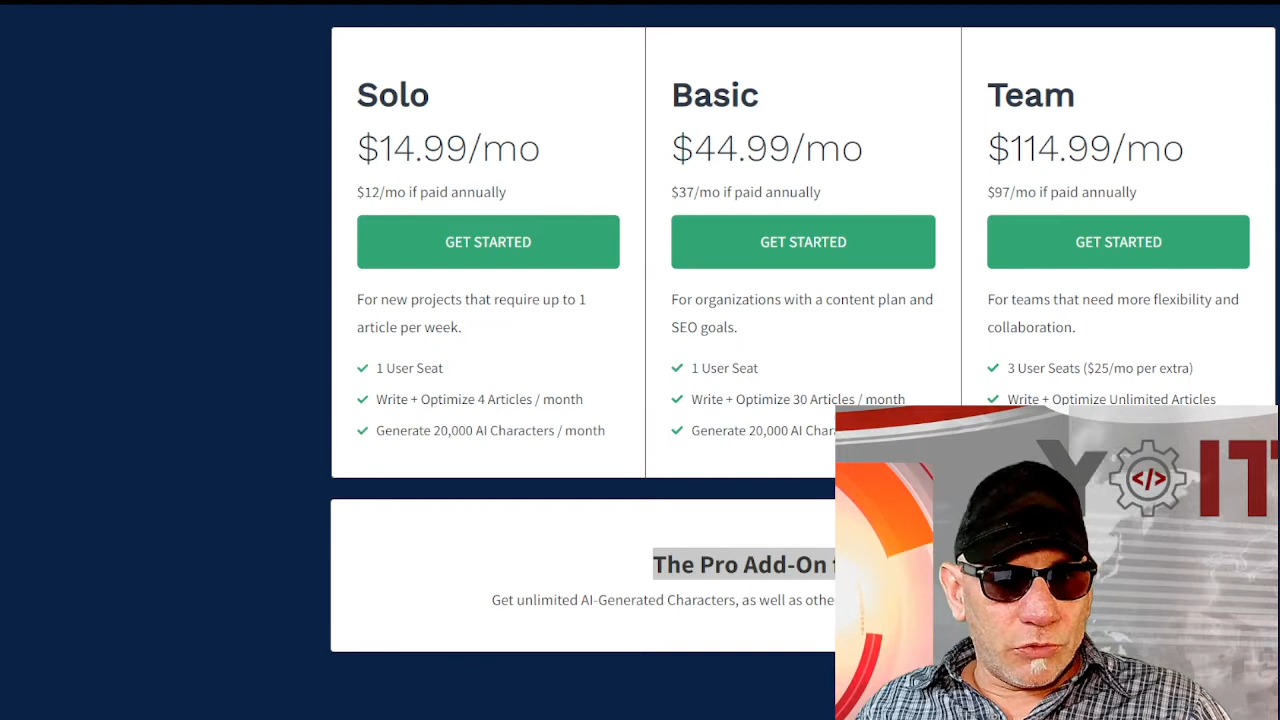 Solo
$14.99/mo
$12/mo if paid annually
GET STARTED
For new projects that require up to 1
article per week.
1 User Seat
Write + Optimize 4 Articles / month
Generate 20,000 AI Characters / month
Basic
$44.99/mo
$37/mo if paid annually
GET STARTED
For organizations with a content plan and
SEO goals.
1 User Seat
Write + Optimize 30 Articles / month
Generate 20,000 AI Char
Team
$114.99/mo
$97/mo if paid annually
GET STARTED
For teams that need more flexibility and
collaboration.
3 User Seats ($25/mo per extra)
Write + Optimize Unlimited Articles
The Pro Add-On
Get unlimited AI-Generated Characters, as well as othe
Y </> IT